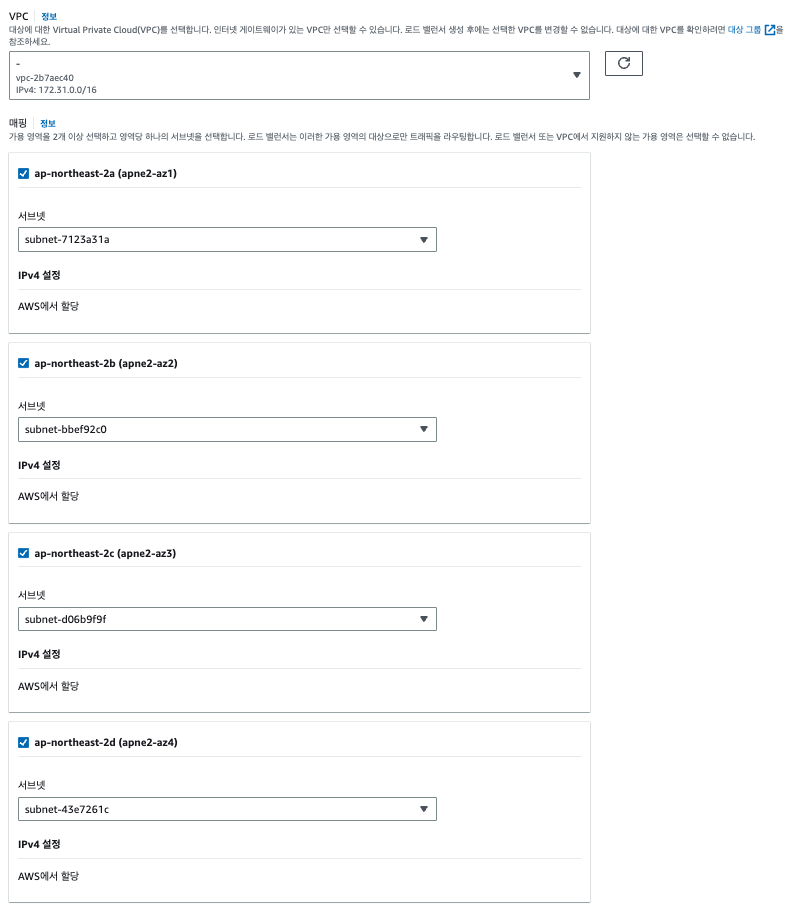 VPC 정보
대상에 대한 Virtual Private Cloud(VPC)를 선택합니다. 인터넷 게이트웨이가 있는 VPC만 선택할 수 있습니다. 로드 밸런서 생성 후에는 선택한 VPC를 변경할 수 없습니다. 대상에 대한 VPC를 확인하려면 대상 그룹 을
참조하세요.
-
vpc-2b7aec40
IPv4: 172.31.0.0/16
매핑 정보
가용 영역을 2개 이상 선택하고 영역당 하나의 서브넷을 선택합니다. 로드 밸런서는 이러한 가용 영역의 대상으로만 트래픽을 라우팅합니다. 로드 밸런서 또는 VPC에서 지원하지 않는 가용 영역은 선택할 수 없습니다.
ap-northeast-2a (apne2-az1)
서브넷
subnet-7123a31a
IPv4 설정
AWS에서 할당
ap-northeast-2b (apne2-az2)
서브넷
subnet-bbef92c0
IPv4 설정
AWS에서 할당
ap-northeast-2c (apne2-az3)
서브넷
subnet-d06b9f9f
IPv4 설정
AWS에서 할당
ap-northeast-2d (apne2-az4)
서브넷
subnet-43e7261c
IPv4 설정
AWS에서 할당